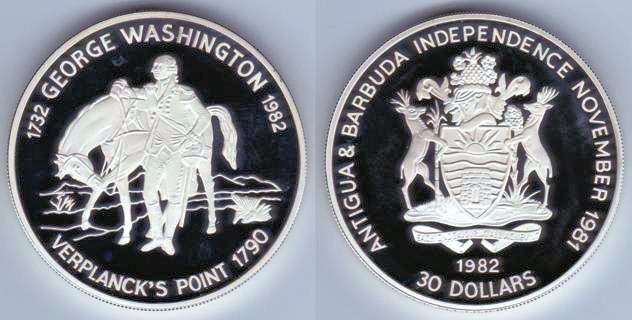 1732 GEORGE WASHINGTON 1982
VERPLANCK'S POINT 1790
ANTIGUA & BARBUDA INDEPENDENCE NOVEMBER 1981
1982
30 DOLLARS